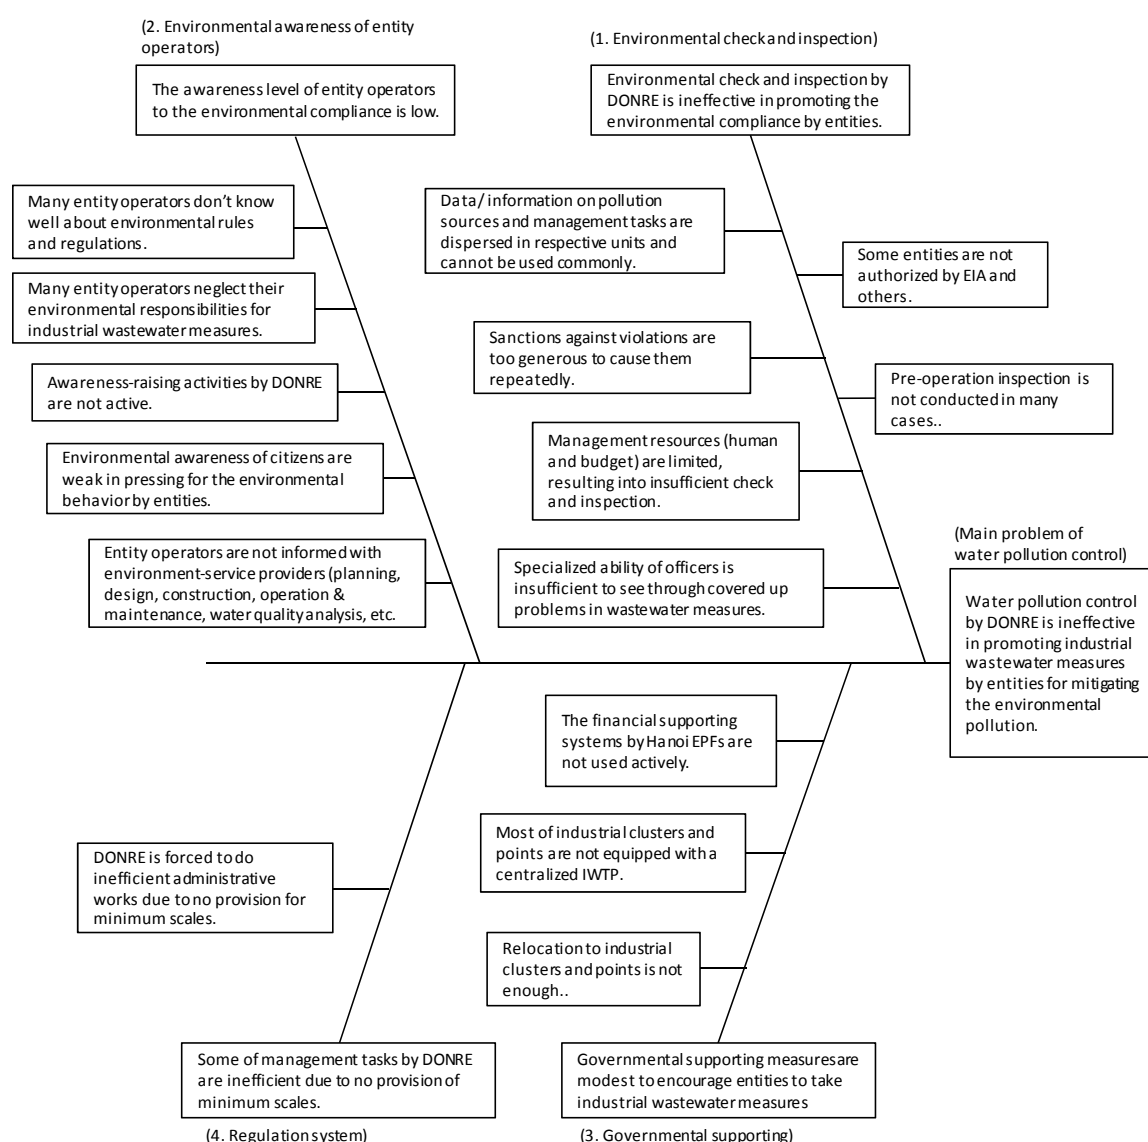 (2. Environmental awareness of entity
operators)
The awareness level of entity operators
to the environmental compliance is low.
Many entity operators don't know
well about environmental rules
and regulations.
Many entity operators neglect their
environmental responsibilities for
industrial wastewater measures.
Awareness-raising activities by DONRE
are not active.
Environmental awareness of citizens are
weak in pressing for the environmental
behavior by entities.
Entity operators are not informed with
environment-service providers (planning,
design, construction, operation &
maintenance, water quality analysis, etc.
(1. Environmental check and inspection)
Environmental check and inspection by
DONRE is ineffective in promoting the
environmental compliance by entities.
Data/ information on pollution
sources and management tasks are
dispersed in respective units and
cannot be used commonly.
Some entities are not
authorized by EIA and
others.
Sanctions against violations are
too generous to cause them
repeatedly.
Pre-operation inspection is
not conducted in many
cases..
Management resources (human
and budget) are limited,
resulting into insufficient check
and inspection.
Specialized ability of officers is
insufficient to see through covered up
problems in wastewater measures.
(Main problem of
water pollution control)
Water pollution control
by DONRE is ineffective
in promoting industrial
wastewater measures
by entities for mitigating
the environmental
pollution.
The financial supporting
systems by Hanoi EPFs are
not used actively.
Most of industrial clusters and
points are not equipped with a
centralized IWTP.
Relocation to industrial
clusters and points is not
enough..
Governmental supporting measures are
modest to encourage entities to take
industrial wastewater measures
(3. Governmental supporting)
DONRE is forced to do
inefficient administrative
works due to no provision for
minimum scales.
Some of management tasks by DONRE
are inefficient due to no provision of
minimum scales.
(4. Regulation system)